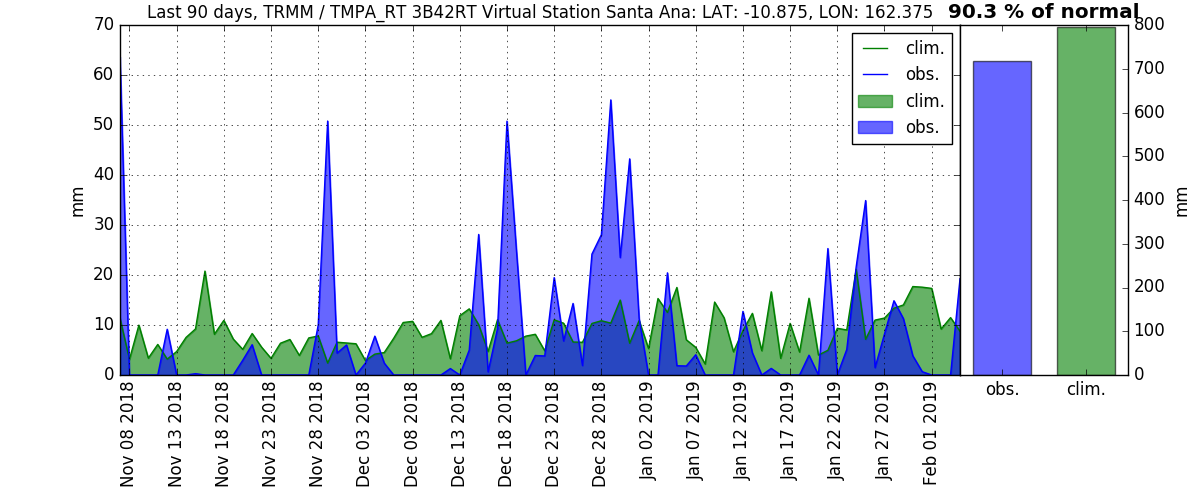 Last 90 days, TRMM / TMPA_RT 3B42RT Virtual Station Santa Ana: LAT: -10.875, LON: 162.375
90.3 % of normal
mm
70
60
50
40
30
20
10
0
clim.
obs.
clim.
obs.
Nov 08 2018
Nov 13 2018
Nov 18 2018
Nov 23 2018
Nov 28 2018
Dec 03 2018
Dec 08 2018
Dec 13 2018
Dec 18 2018
Dec 23 2018
Dec 28 2018
Jan 02 2019
Jan 07 2019
Jan 12 2019
Jan 17 2019
Jan 22 2019
Jan 27 2019
Feb 01 2019
800
700
600
500
400
300
200
100
0
mm
obs.
clim.